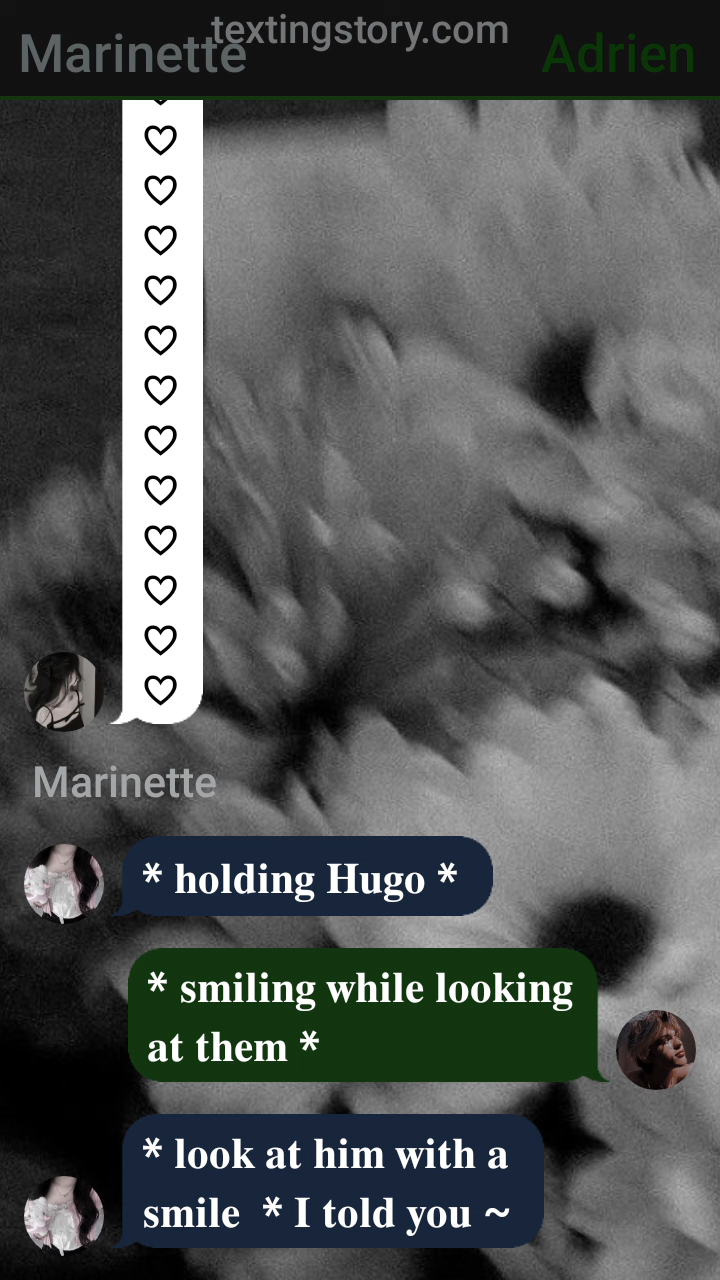 textingstory.com
Marinette
Adrien
♡
♡
♡
♡
♡
♡
♡
♡
♡
♡
♡
♡
Marinette
* holding Hugo *
* smiling while looking
at them *
* look at him with a
smile  * I told you ~